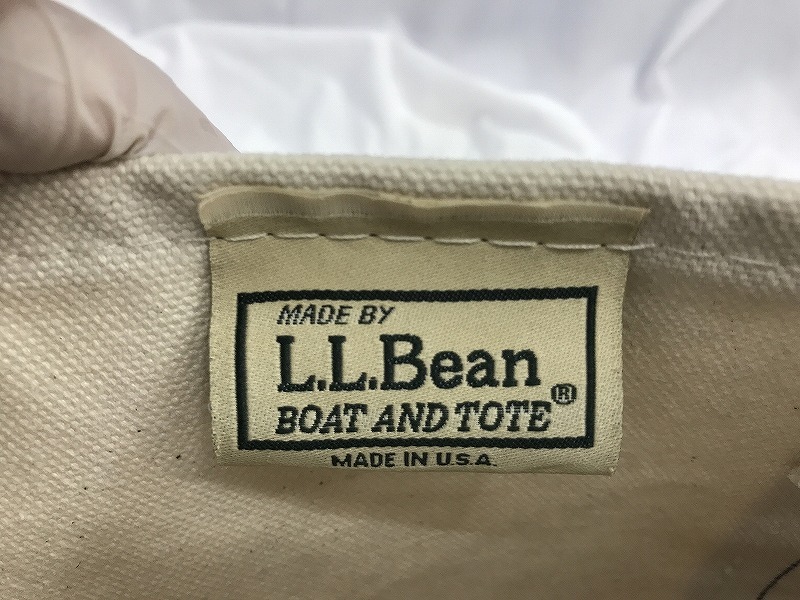 MADE BY
L.L.Bean
BOAT AND TOTE®
MADE IN U.S.A.